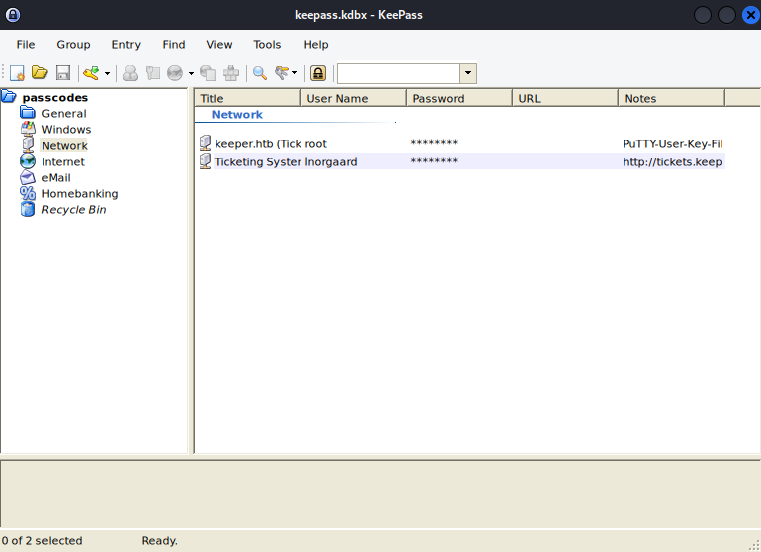 keepass.kdbx - KeePass
File Group Entry Find View Tools Help
passcodes
General
Windows
Network
Internet
eMail
Homebanking
Recycle Bin
Title User Name Password URL Notes
Network
keeper.htb (Tick root ******** PuTTY-User-Key-Fil
Ticketing System lnorgaard ******** http://tickets.keep
0 of 2 selected Ready.